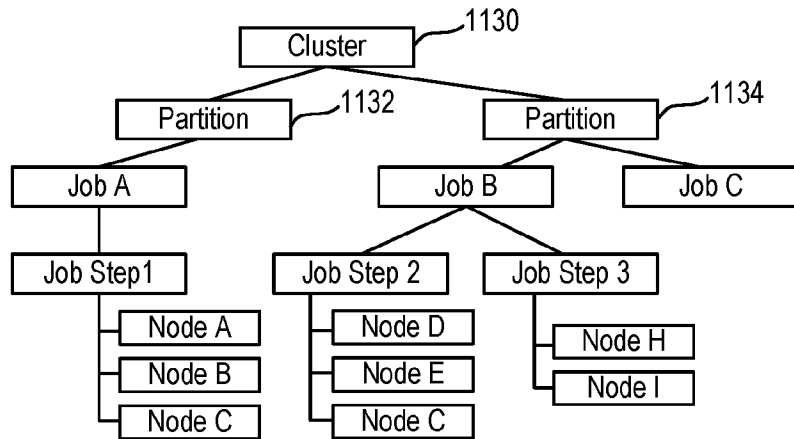 Cluster
1130
Partition
1132
Partition
1134
Job A
Job B
Job C
Job Step1
Job Step 2
Job Step 3
Node A
Node B
Node C
Node D
Node E
Node C
Node H
Node I